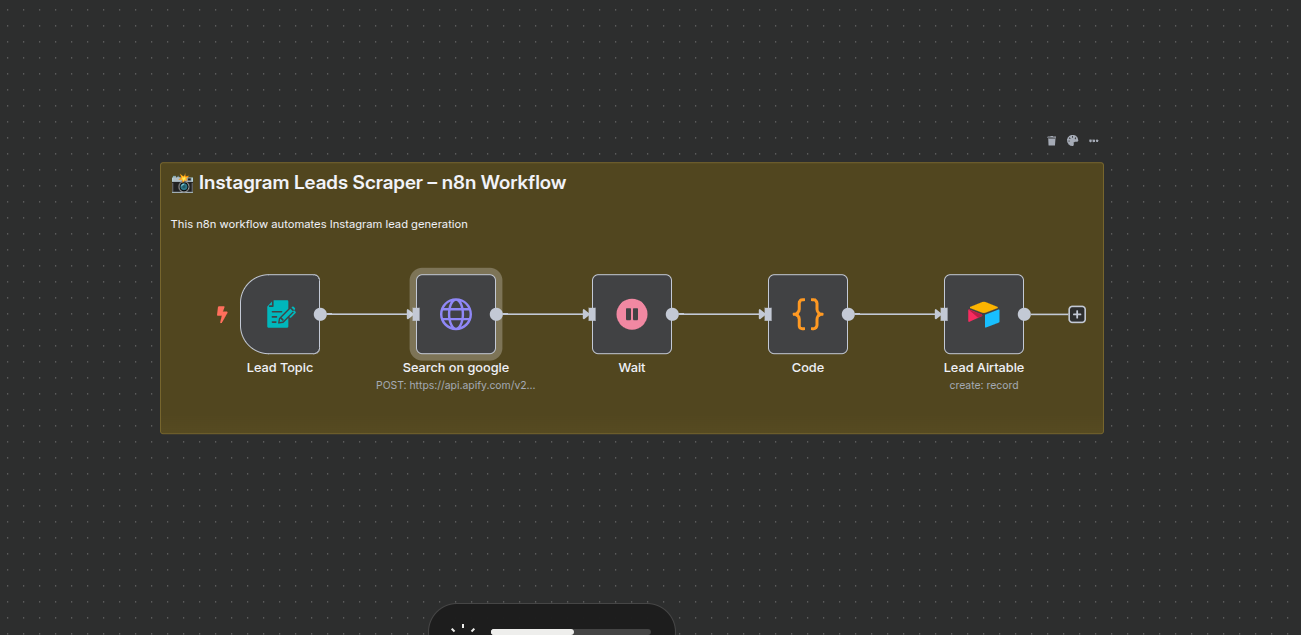 📸 Instagram Leads Scraper – n8n Workflow
This n8n workflow automates Instagram lead generation
Lead Topic
Search on google
Wait
Code
Lead Airtable
POST: https://api.apify.com/v2...
create: record